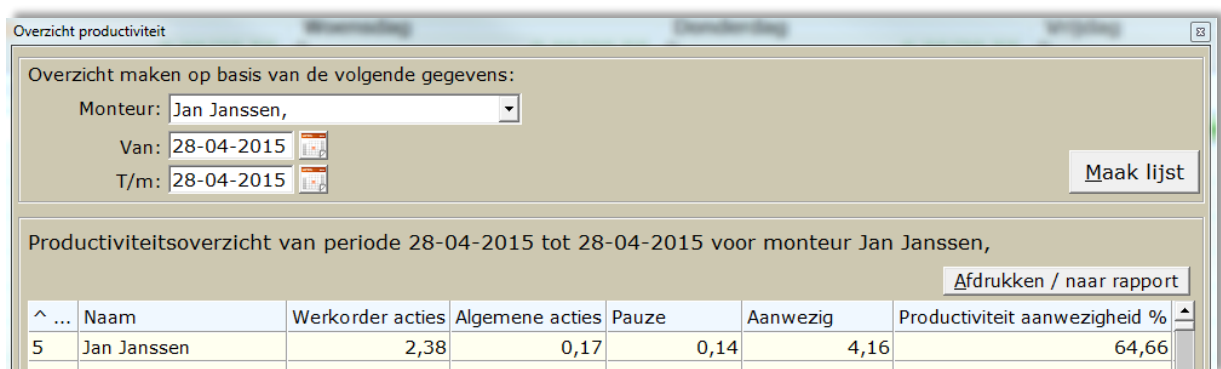 Woensdag Donderdag Vrijdag
Overzicht productiviteit
Overzicht maken op basis van de volgende gegevens:
Monteur: Jan Janssen,
Van: 28-04-2015
T/m: 28-04-2015
Maak lijst
Productiviteitsoverzicht van periode 28-04-2015 tot 28-04-2015 voor monteur Jan Janssen,
Afdrukken / naar rapport
^ ... Naam Werkorder acties Algemene acties Pauze Aanwezig Productiviteit aanwezigheid %
5 Jan Janssen 2,38 0,17 0,14 4,16 64,66